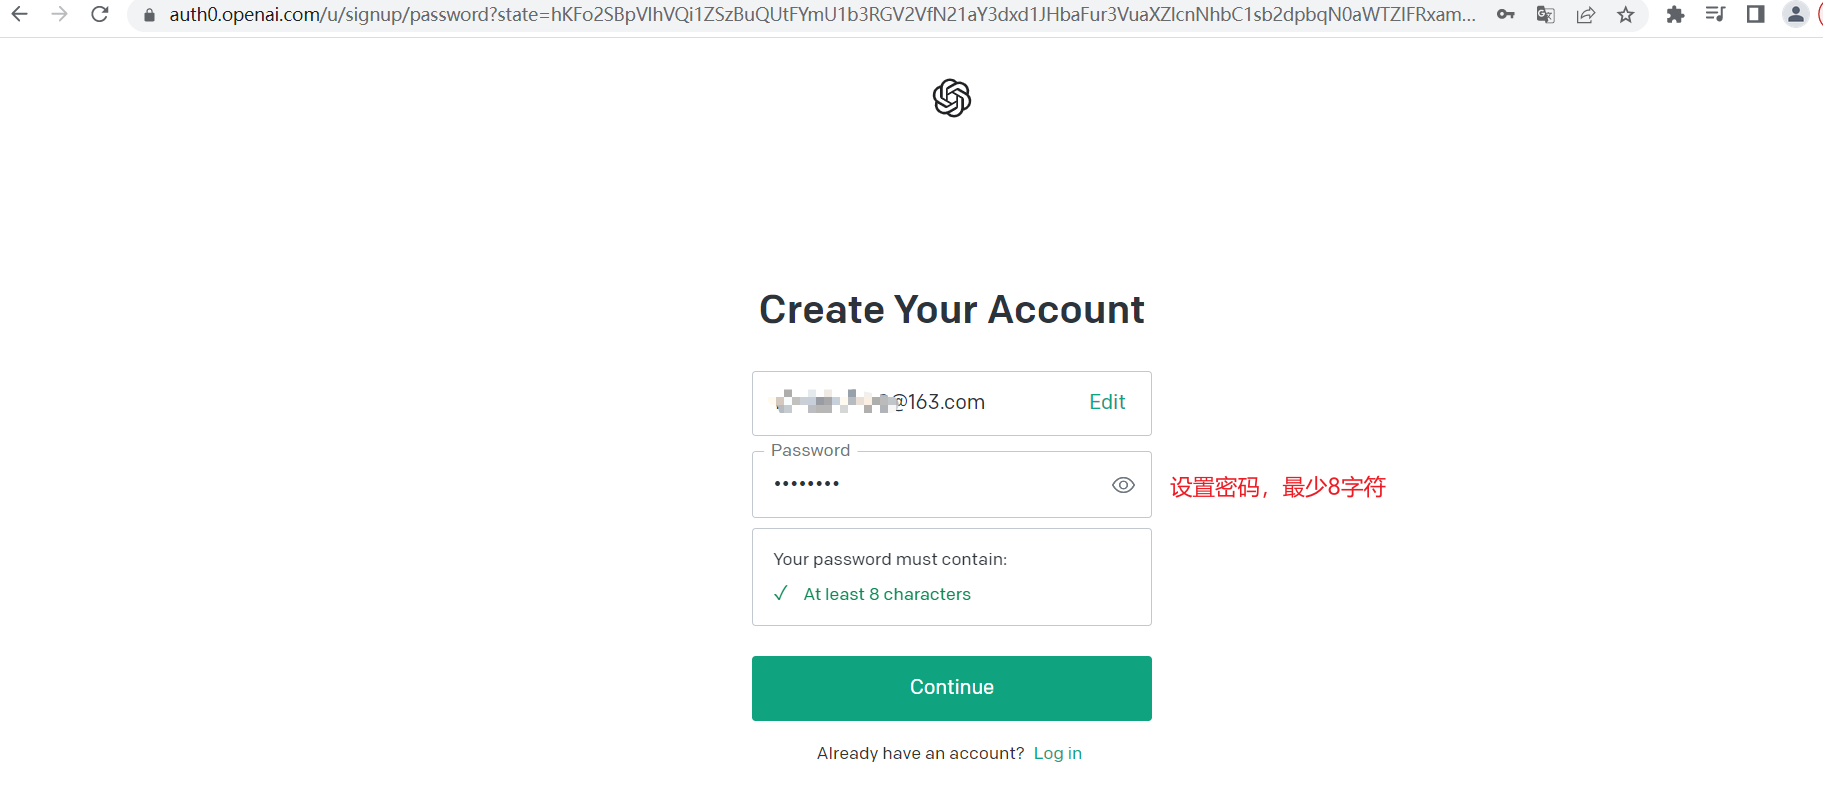 auth0.openai.com/u/signup/password?state=hKFo2SBpVlhVQi1ZSzBuQUtFYmU1b3RGV2VfN21aY3dxd1JHbaFur3VuaXZlcnNhbC1sb2dpbqN0aWTZIFRxam...
Create Your Account
@163.com Edit
Password
••••••••
设置密码，最少8字符
Your password must contain:
✓ At least 8 characters
Continue
Already have an account? Log in